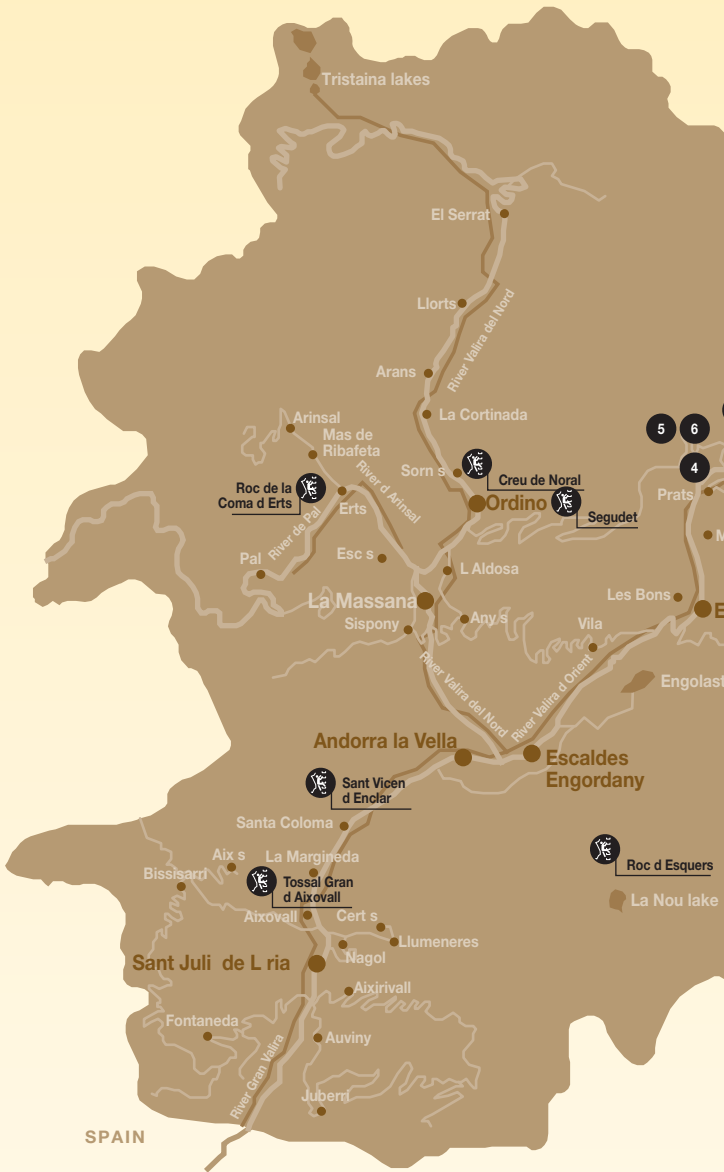 Tristaina lakes
El Serrat
Llorts
River Valira del Nord
Arans
La Cortinada
5
6
4
Arinsal
Mas de
Ribafeta
River d Arinsal
Sorn s
Creu de Noral
Roc de la
Coma d Erts
Erts
Ordino
Segudet
Prats
River de Pal
Pal
Esc s
M
L Aldosa
La Massana
Les Bons
E
Sispony
Any s
Vila
River Valira del Nord
River Valira d Orient
Engolast
Andorra la Vella
Escaldes
Engordany
Sant Vicen
d Enclar
Santa Coloma
Aix s
La Margineda
Bissisarri
Tossal Gran
d Aixovall
Roc d Esquers
La Nou lake
Aixovall
Cert s
Llumeneres
Nagol
Sant Juli de L ria
Aixirivall
Fontaneda
Auviny
River Gran Valira
Juberri
SPAIN